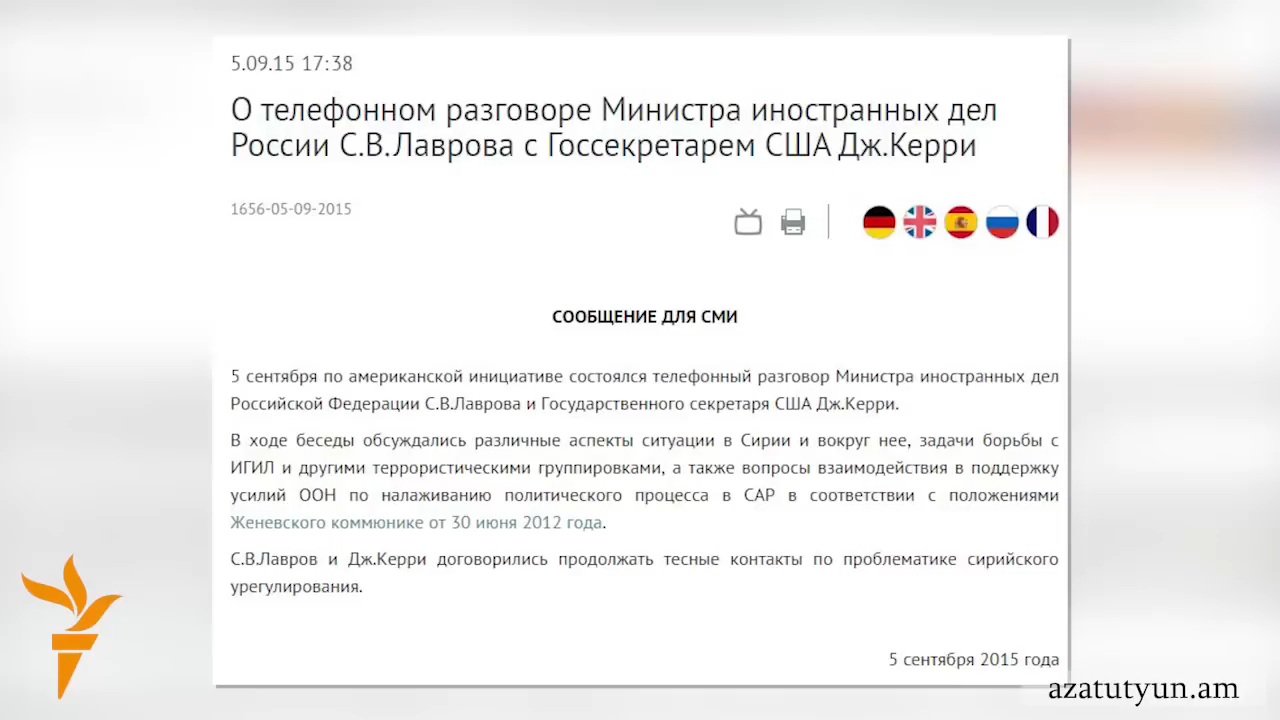 5.09.15 17:38
О телефонном разговоре Министра иностранных дел
России С.В.Лаврова с Госсекретарем США Дж.Керри
1656-05-09-2015
СООБЩЕНИЕ ДЛЯ СМИ
5 сентября по американской инициативе состоялся телефонный разговор Министра иностранных дел
Российской Федерации С.В.Лаврова и Государственного секретаря США Дж.Керри.
В ходе беседы обсуждались различные аспекты ситуации в Сирии и вокруг нее, задачи борьбы с
ИГИЛ и другими террористическими группировками, а также вопросы взаимодействия в поддержку
усилий ООН по налаживанию политического процесса в САР в соответствии с положениями
Женевского коммюнике от 30 июня 2012 года.
С.В.Лавров и Дж.Керри договорились продолжать тесные контакты по проблематике сирийского
урегулирования.
5 сентября 2015 года
azatutyun.am